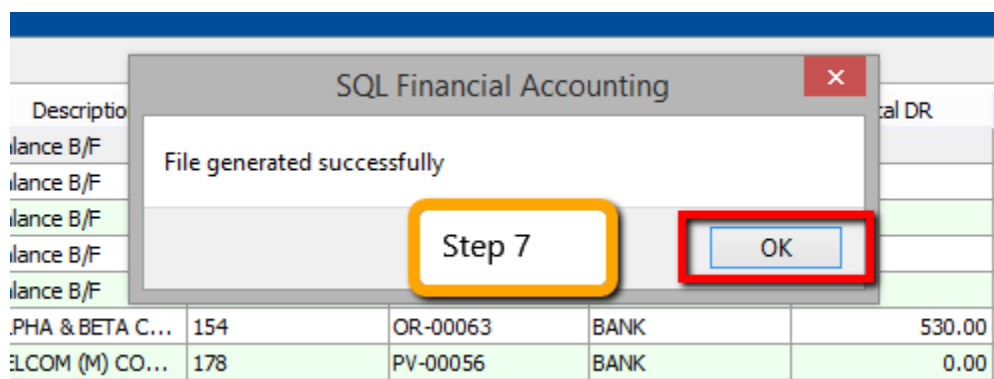 SQL Financial Accounting
Descriptio tal DR
lance B/F
File generated successfully
lance B/F
lance B/F
lance B/F
Step 7 OK
lance B/F
PHA & BETA C... 154 OR-00063 BANK 530.00
ELCOM (M) CO... 178 PV-00056 BANK 0.00